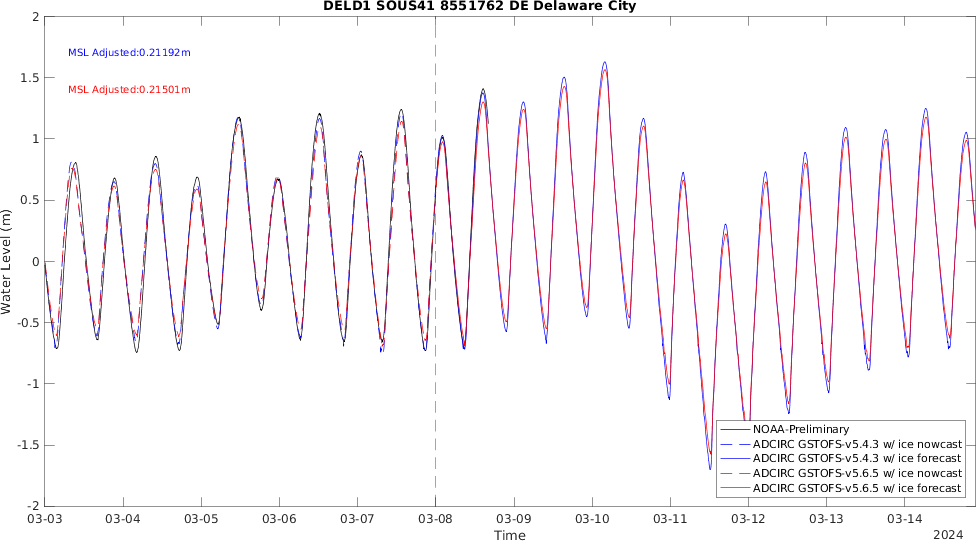 DELD1 SOUS41 8551762 DE Delaware City
MSL Adjusted:0.21192m
MSL Adjusted:0.21501m
Water Level (m)
2
1.5
1
0.5
0
-0.5
-1
-1.5
-2
NOAA-Preliminary
ADCIRC GSTOFS-v5.4.3 w/ ice nowcast
ADCIRC GSTOFS-v5.4.3 w/ ice forecast
ADCIRC GSTOFS-v5.6.5 w/ ice nowcast
ADCIRC GSTOFS-v5.6.5 w/ ice forecast
03-03 03-04 03-05 03-06 03-07 03-08 03-09 03-10 03-11 03-12 03-13 03-14
Time
2024